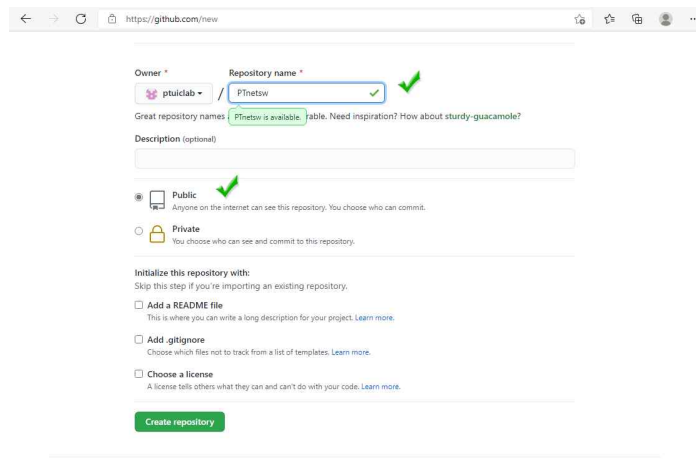 https://github.com/new
Owner * Repository name *
ptuiclab / PTnetsw
Great repository names PTnetsw is available. rable. Need inspiration? How about sturdy-guacamole?
Description (optional)
Public
Anyone on the internet can see this repository. You choose who can commit.
Private
You choose who can see and commit to this repository.
Initialize this repository with:
Skip this step if you're importing an existing repository.
Add a README file
This is where you can write a long description for your project. Learn more.
Add .gitignore
Choose which files not to track from a list of templates. Learn more.
Choose a license
A license tells others what they can and can't do with your code. Learn more.
Create repository